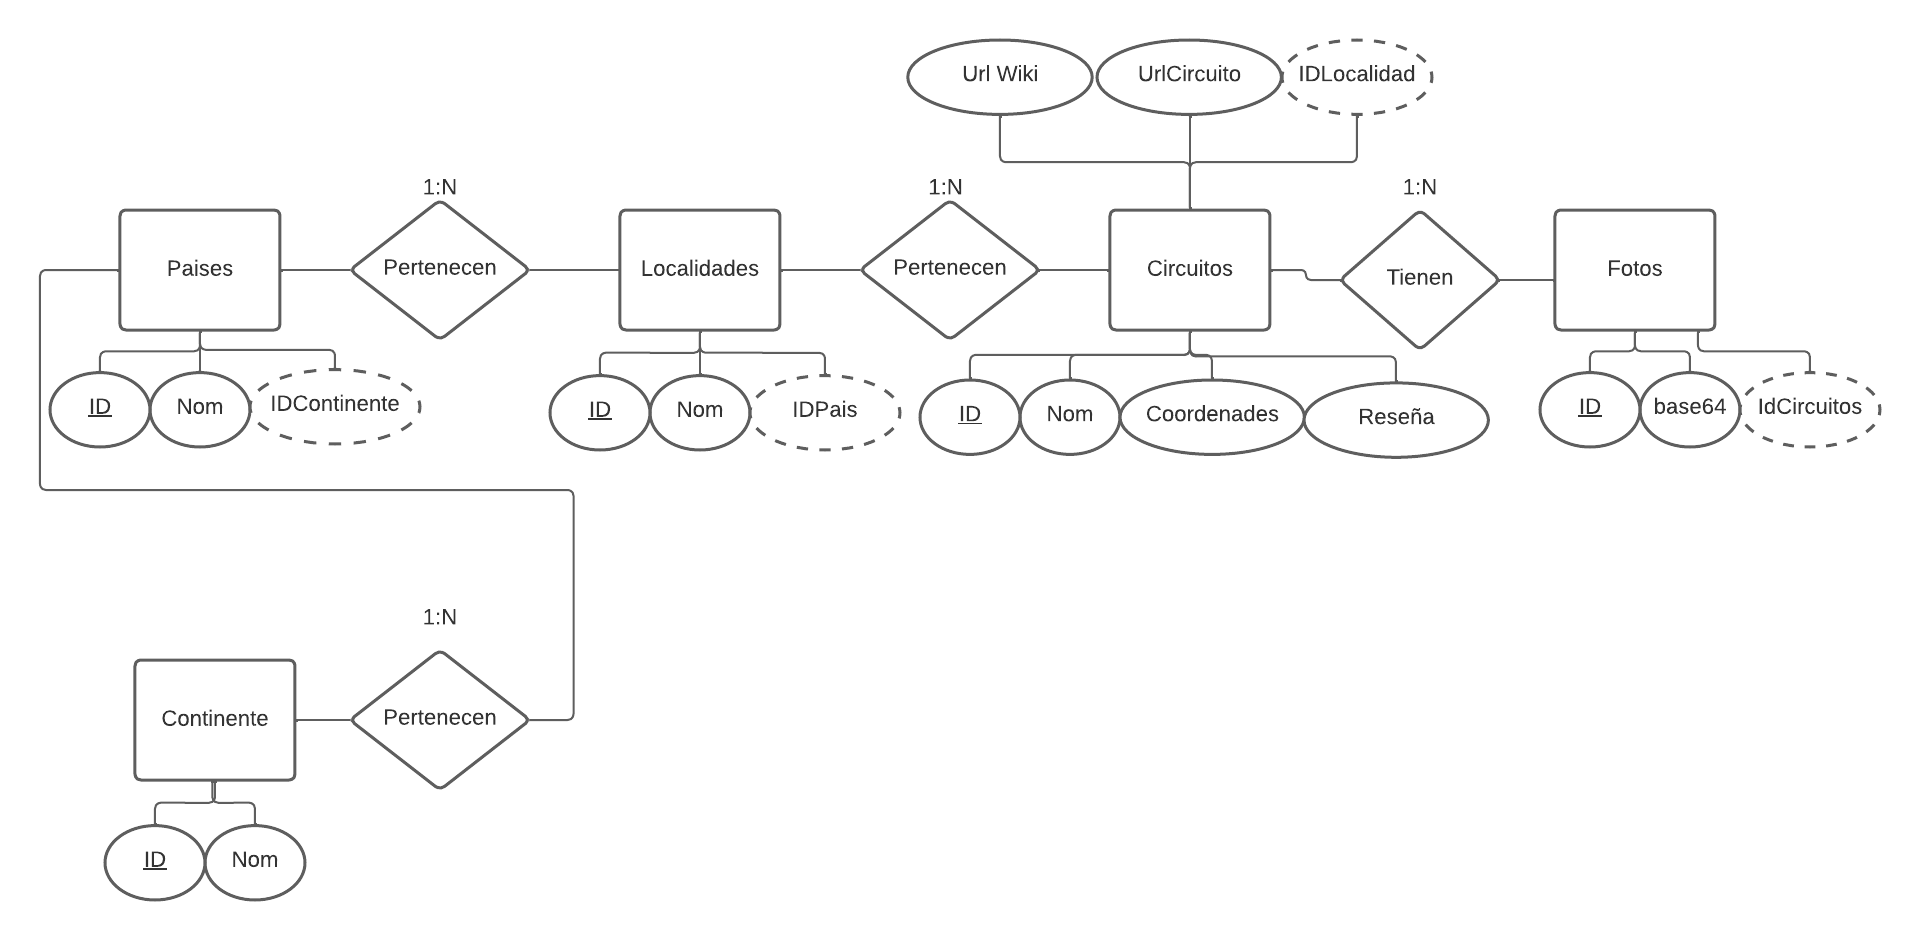 Url Wiki
UrlCircuito
IDLocalidad
1:N
1:N
1:N
Paises
Pertenecen
Localidades
Pertenecen
Circuitos
Tienen
Fotos
ID
Nom
IDContinente
ID
Nom
IDPais
ID
Nom
Coordenades
Reseña
ID
base64
IdCircuitos
1:N
Continente
Pertenecen
ID
Nom